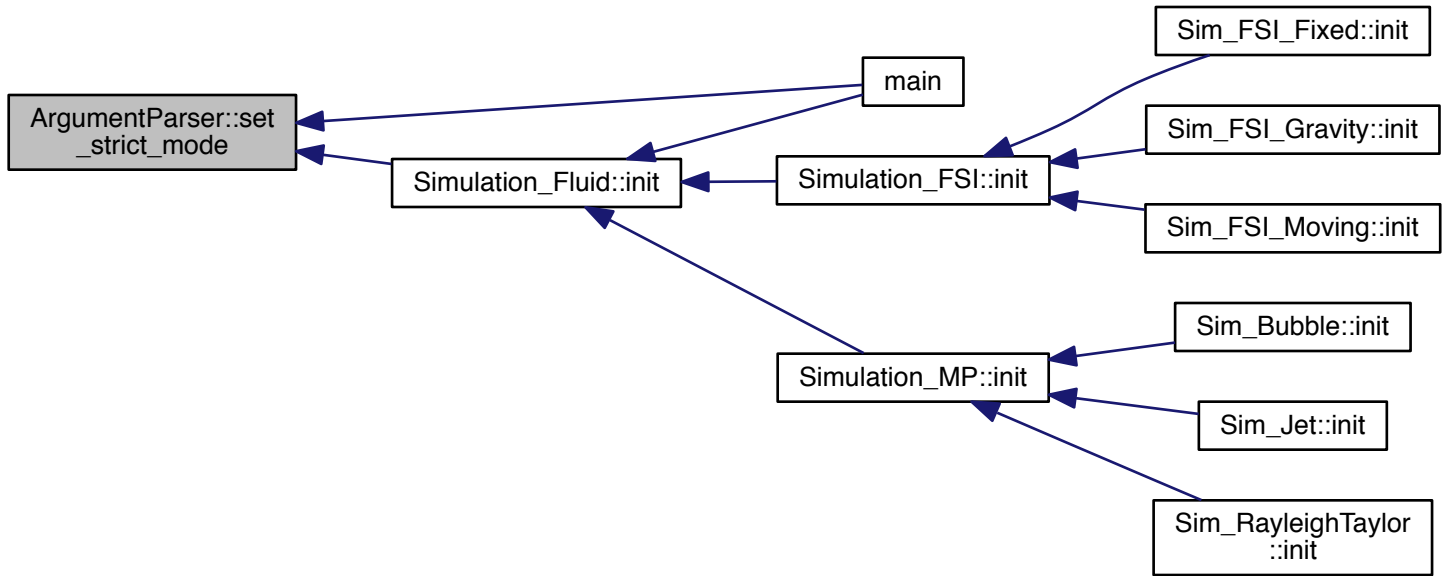 ArgumentParser::set
_strict_mode
main
Simulation_Fluid::init
Simulation_FSI::init
Sim_FSI_Fixed::init
Sim_FSI_Gravity::init
Sim_FSI_Moving::init
Simulation_MP::init
Sim_Bubble::init
Sim_Jet::init
Sim_RayleighTaylor
::init